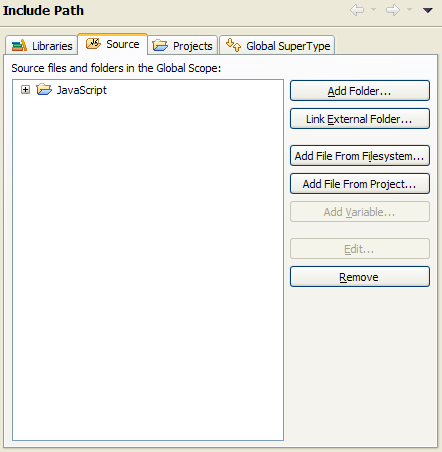 Include Path
Libraries
Source
Projects
Global SuperType
Source files and folders in the Global Scope:
JavaScript
Add Folder...
Link External Folder...
Add File From Filesystem...
Add File From Project...
Add Variable...
Edit...
Remove